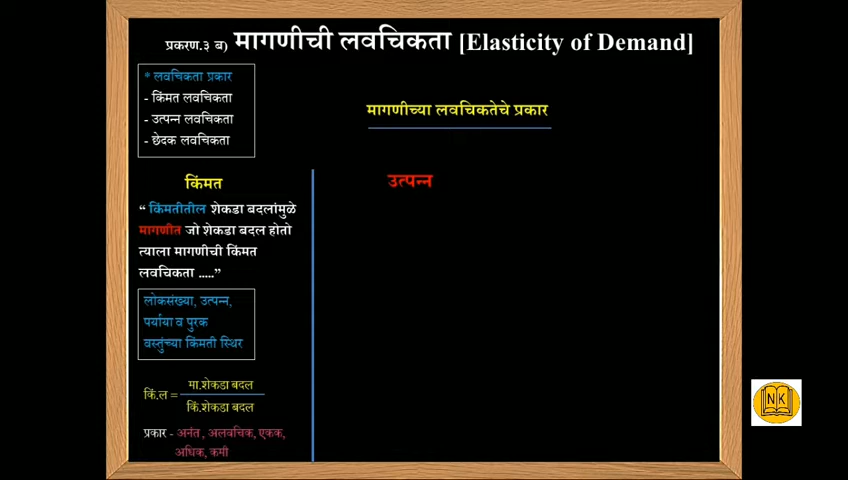 प्रकरण.३ ब) मागणीची लवचिकता [Elasticity of Demand]
* लवचिकता प्रकार
- किंमत लवचिकता
- उत्पन्न लवचिकता
- छेदक लवचिकता
मागणीच्या लवचिकतेचे प्रकार
किंमत
“ किंमतीतील शेकडा बदलांमुळे
मागणीत जो शेकडा बदल होतो
त्याला मागणीची किंमत
लवचिकता .....”
लोकसंख्या, उत्पन्न,
पर्याया व पुरक
वस्तुंच्या किंमती स्थिर
किं.ल = मा.शेकडा बदल
किं.शेकडा बदल
प्रकार - अनंत , अलवचिक, एकक,
अधिक, कमी
उत्पन्न
NK